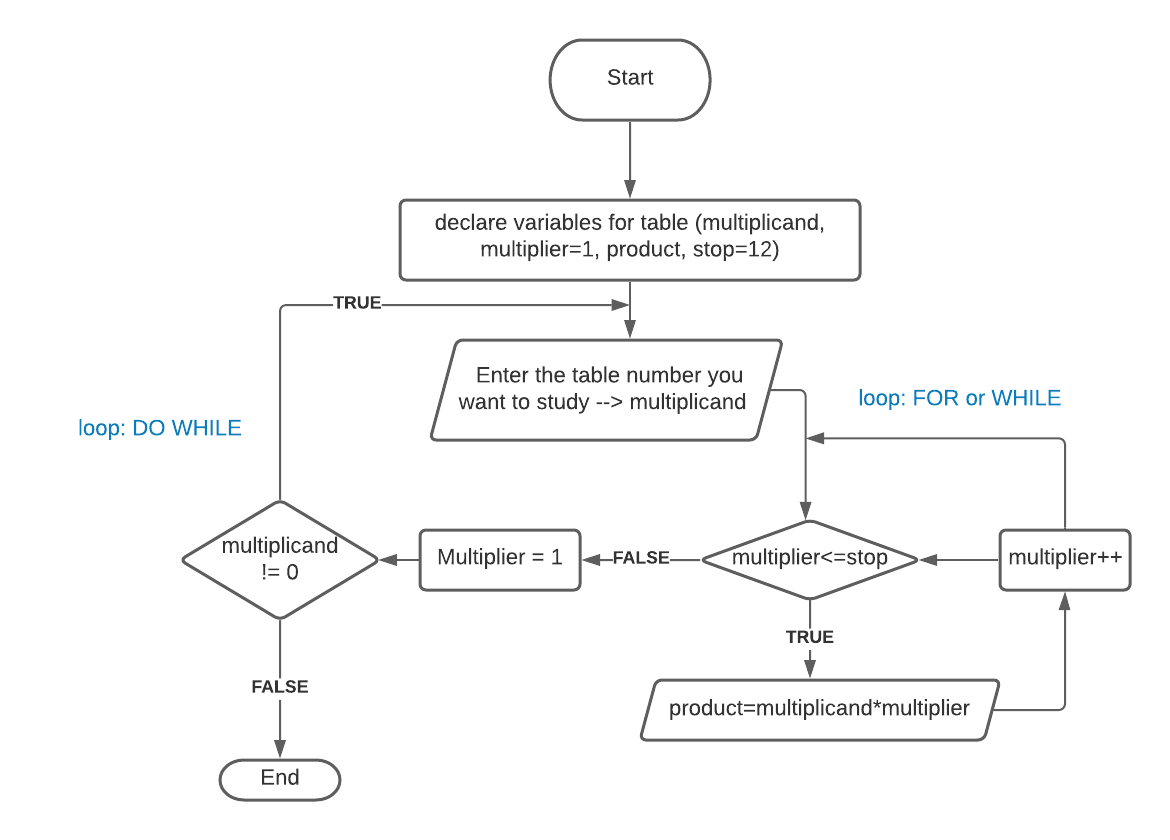 Start
declare variables for table (multiplicand,
multiplier=1, product, stop=12)
TRUE
Enter the table number you
want to study --> multiplicand
loop: FOR or WHILE
loop: DO WHILE
multiplicand
!= 0
Multiplier = 1
FALSE
multiplier<=stop
multiplier++
TRUE
FALSE
product=multiplicand*multiplier
End